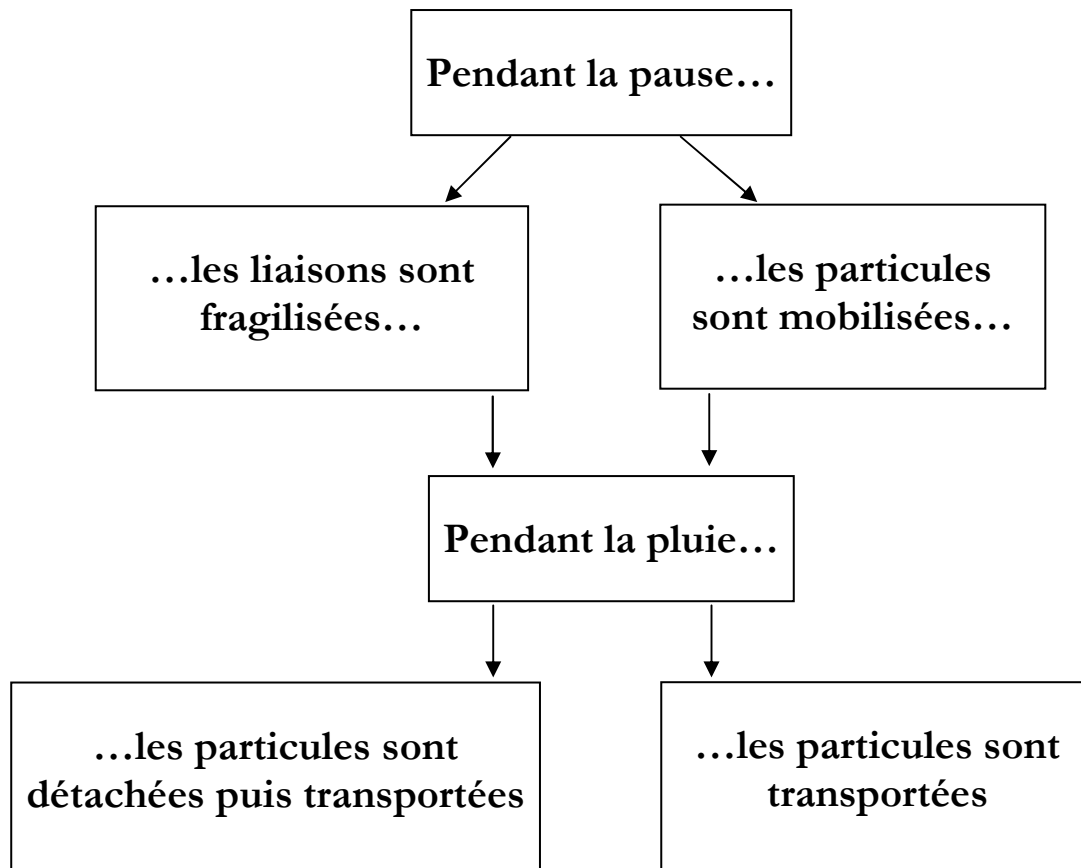 Pendant la pause…
…les liaisons sont
fragilisées…
…les particules
sont mobilisées…
Pendant la pluie…
…les particules sont
détachées puis transportées
…les particules sont
transportées